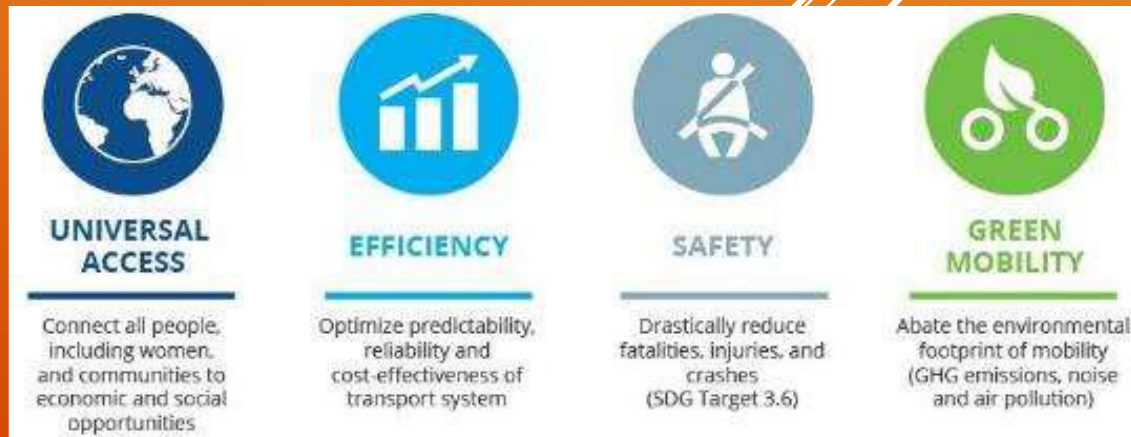 UNIVERSAL
ACCESS
Connect all people,
including women,
and communities to
economic and social
opportunities
EFFICIENCY
Optimize predictability,
reliability and
cost-effectiveness of
transport system
SAFETY
Drastically reduce
fatalities, injuries, and
crashes
(SDG Target 3.6)
GREEN
MOBILITY
Abate the environmental
footprint of mobility
(GHG emissions, noise
and air pollution)